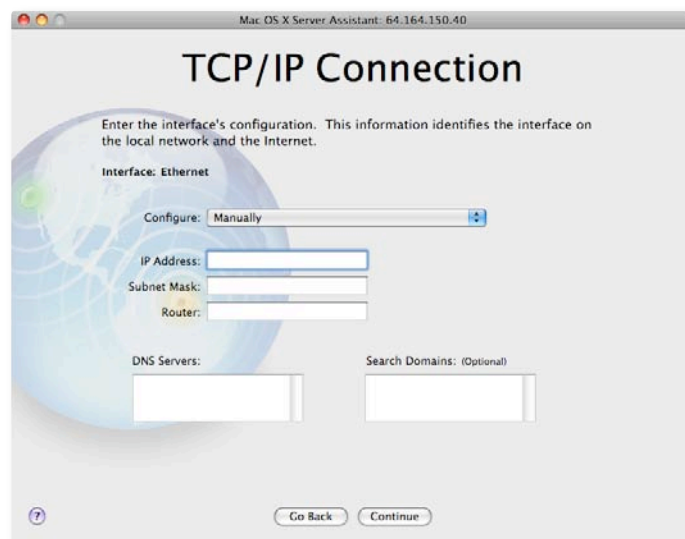 Mac OS X Server Assistant: 64.164.150.40
TCP/IP Connection
Enter the interface's configuration. This information identifies the interface on
the local network and the Internet.
Interface: Ethernet
Configure: Manually
IP Address:
Subnet Mask:
Router:
DNS Servers:
Search Domains: (Optional)
?
Go Back
Continue